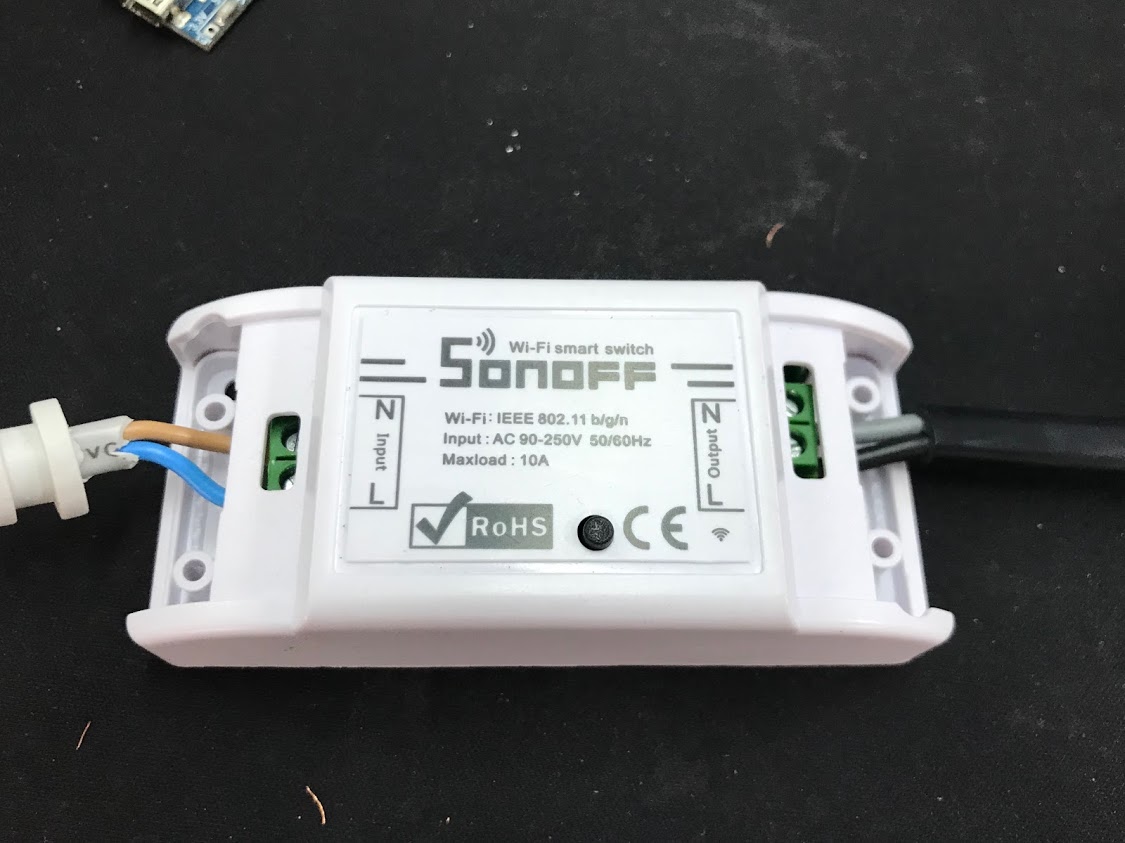 Wi-Fi smart switch
SONOFF
N
Input
L
Wi-Fi: IEEE 802.11 b/g/n
Input : AC 90-250V 50/60Hz
Maxload : 10A
N
Output
L
RoHS
CE
VC